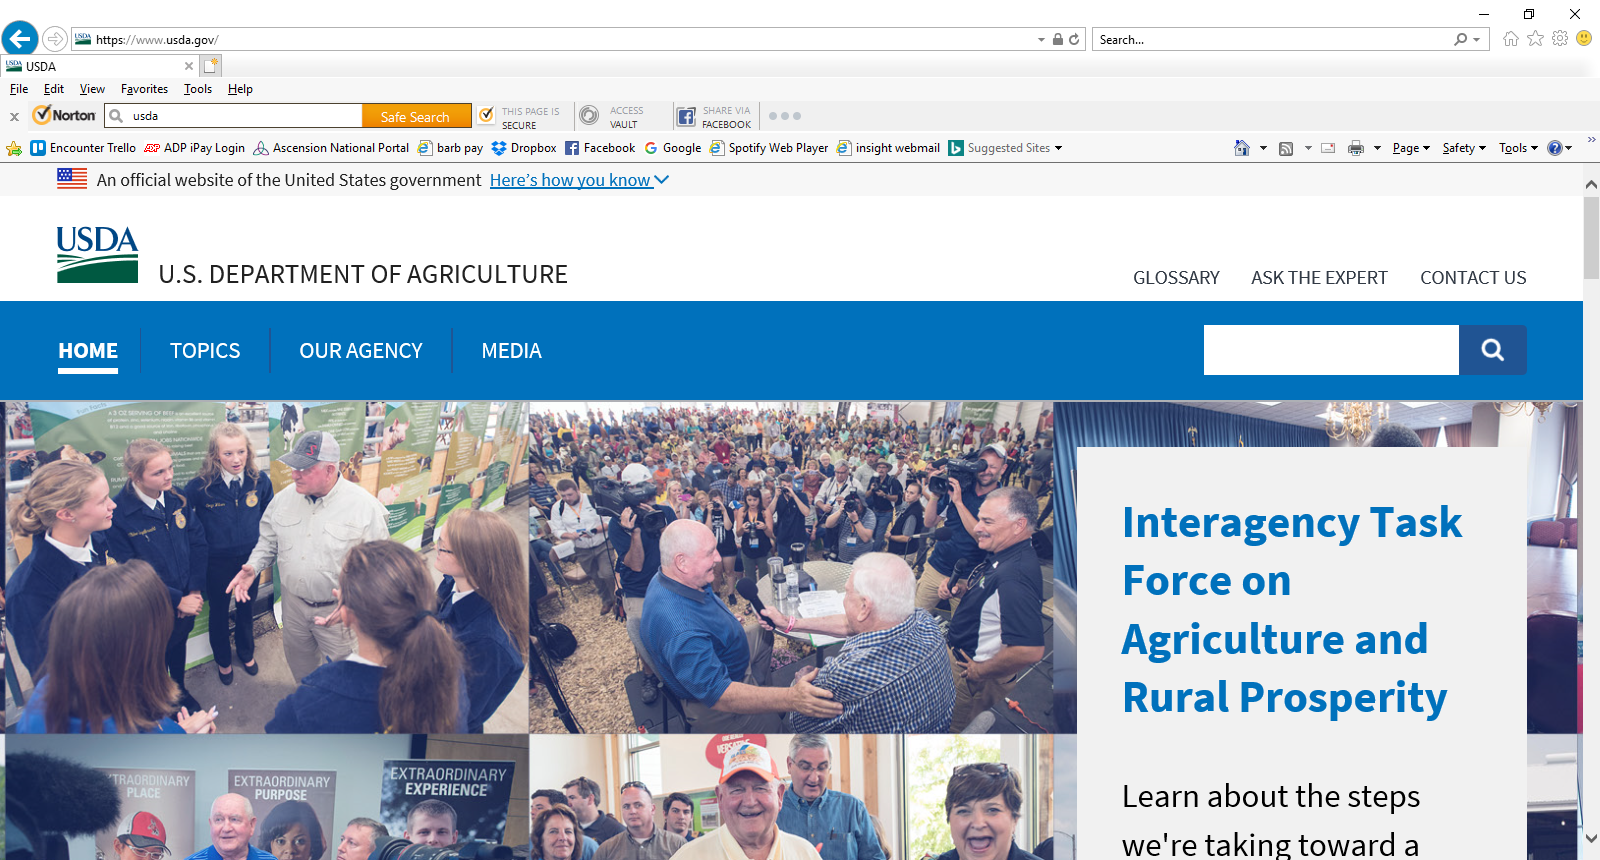 https://www.usda.gov/
Search...
USDA
File Edit View Favorites Tools Help
Norton
usda
Safe Search
THIS PAGE IS
SECURE
ACCESS
VAULT
SHARE VIA
FACEBOOK
Encounter Trello ADP iPay Login Ascension National Portal barb pay Dropbox Facebook Google Spotify Web Player insight webmail Suggested Sites Page Safety Tools
An official website of the United States government Here's how you know
USDA
U.S. DEPARTMENT OF AGRICULTURE
GLOSSARY ASK THE EXPERT CONTACT US
HOME TOPICS OUR AGENCY MEDIA
Interagency Task
Force on
Agriculture and
Rural Prosperity
EXTRAORDINARY
PLACE
EXTRAORDINARY
PURPOSE
EXTRAORDINARY
EXPERIENCE
Learn about the steps
we're taking toward a